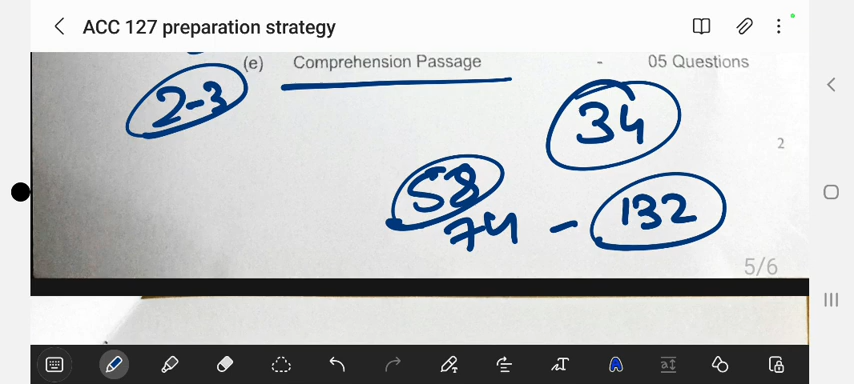 ACC 127 preparation strategy
(e) Comprehension Passage - 05 Questions
2-3
34
2
58
74 - 132
5/6